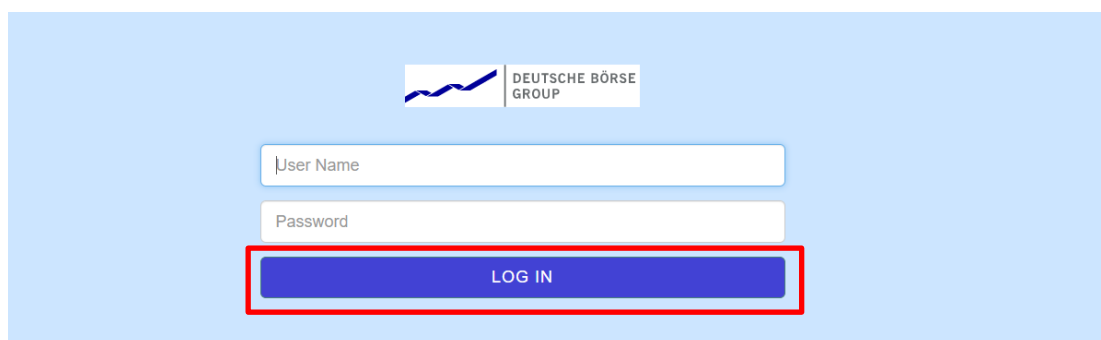 DEUTSCHE BÖRSE
GROUP
User Name
Password
LOG IN